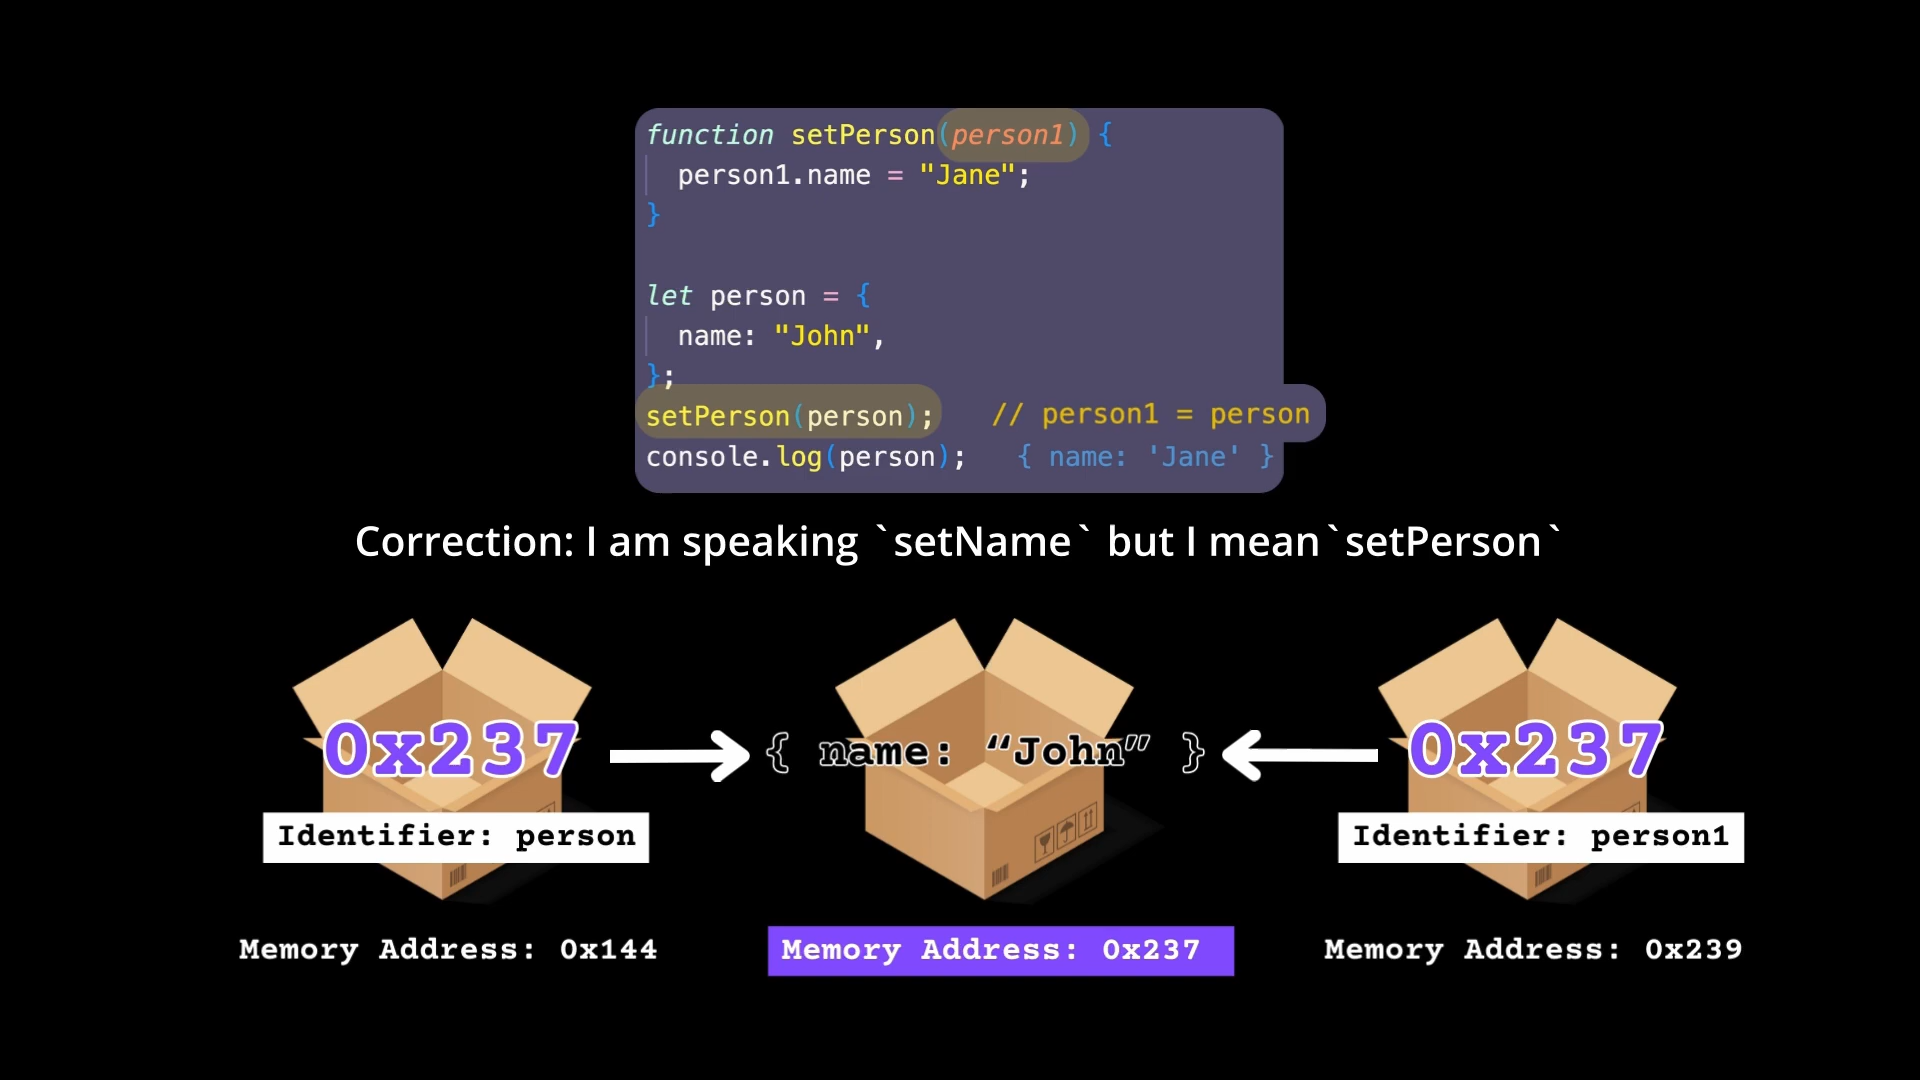 function setPerson(person1) {
person1.name = "Jane";
}
let person = {
name: "John",
};
setPerson(person); // person1 = person
console.log(person); { name: 'Jane' }
Correction: I am speaking `setName` but I mean`setPerson`
0x237 { name: “John” } 0x237
Identifier: person Identifier: person1
Memory Address: 0x144 Memory Address: 0x237 Memory Address: 0x239